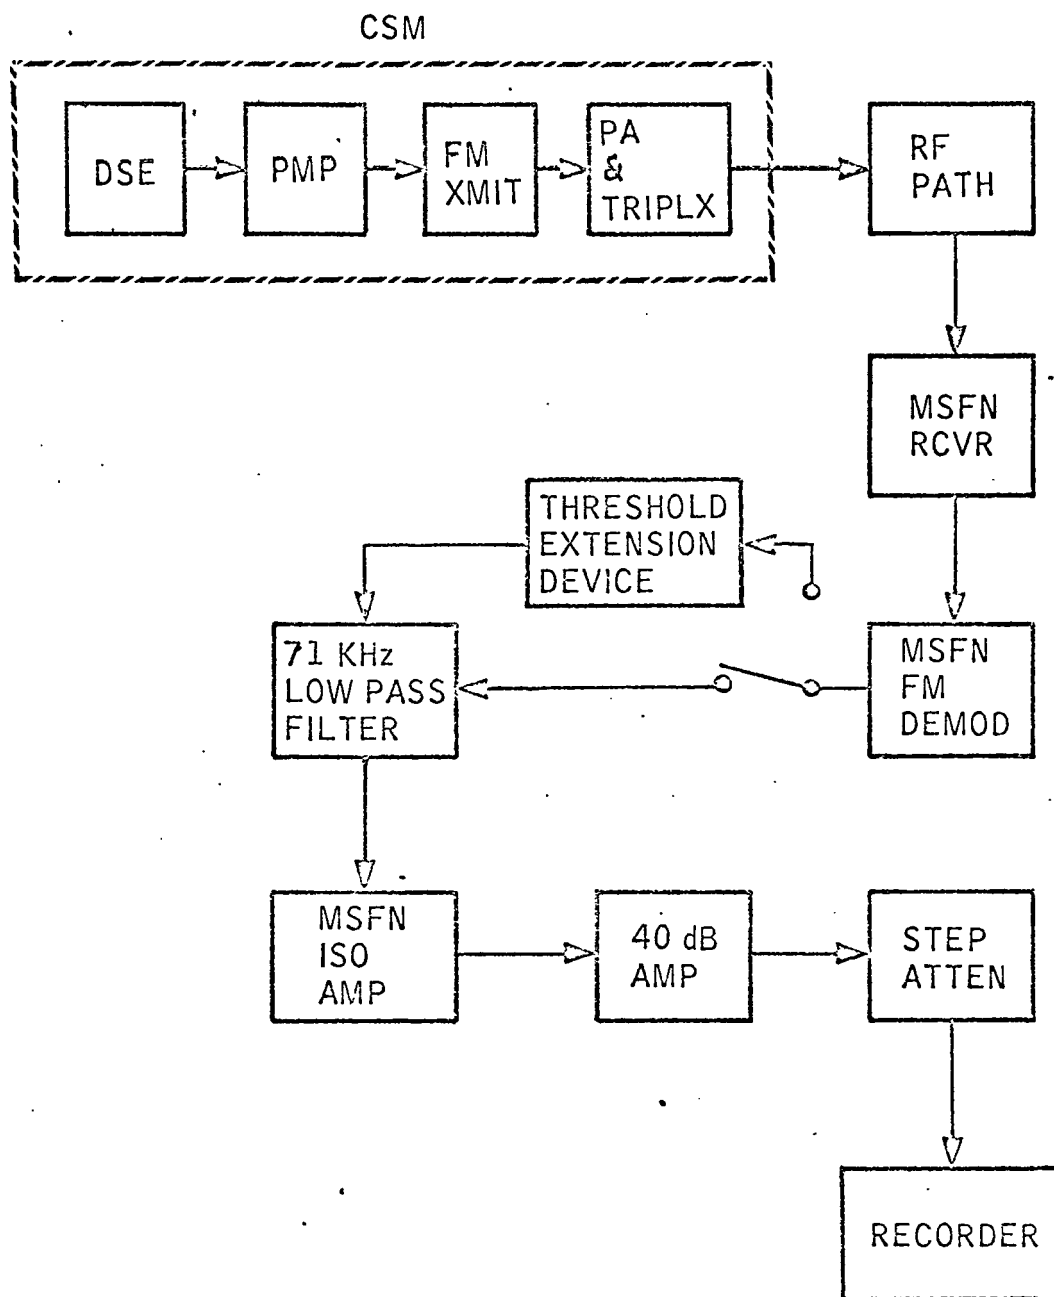 CSM
DSE
PMP
FM
XMIT
PA
&
TRIPLX
RF
PATH
MSFN
RCVR
THRESHOLD
EXTENSION
DEVICE
71 KHz
LOW PASS
FILTER
MSFN
FM
DEMOD
MSFN
ISO
AMP
40 dB
AMP
STEP
ATTEN
RECORDER